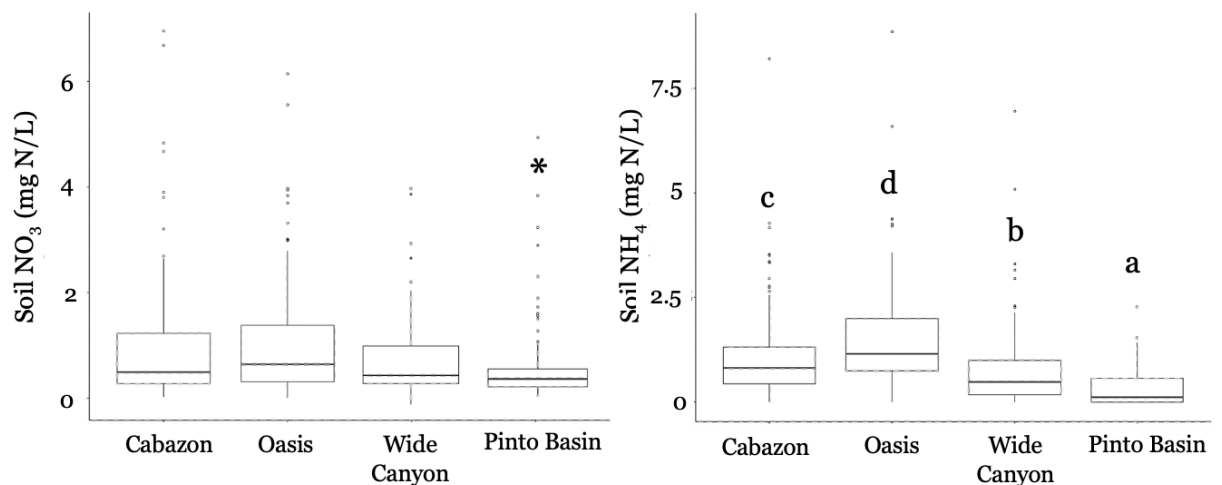 Soil NO3 (mg N/L)
6
4
2
0
*
Cabazon
Oasis
Wide
Canyon
Pinto Basin
Soil NH4 (mg N/L)
7.5
5
2.5
0
c
d
b
a
Cabazon
Oasis
Wide
Canyon
Pinto Basin